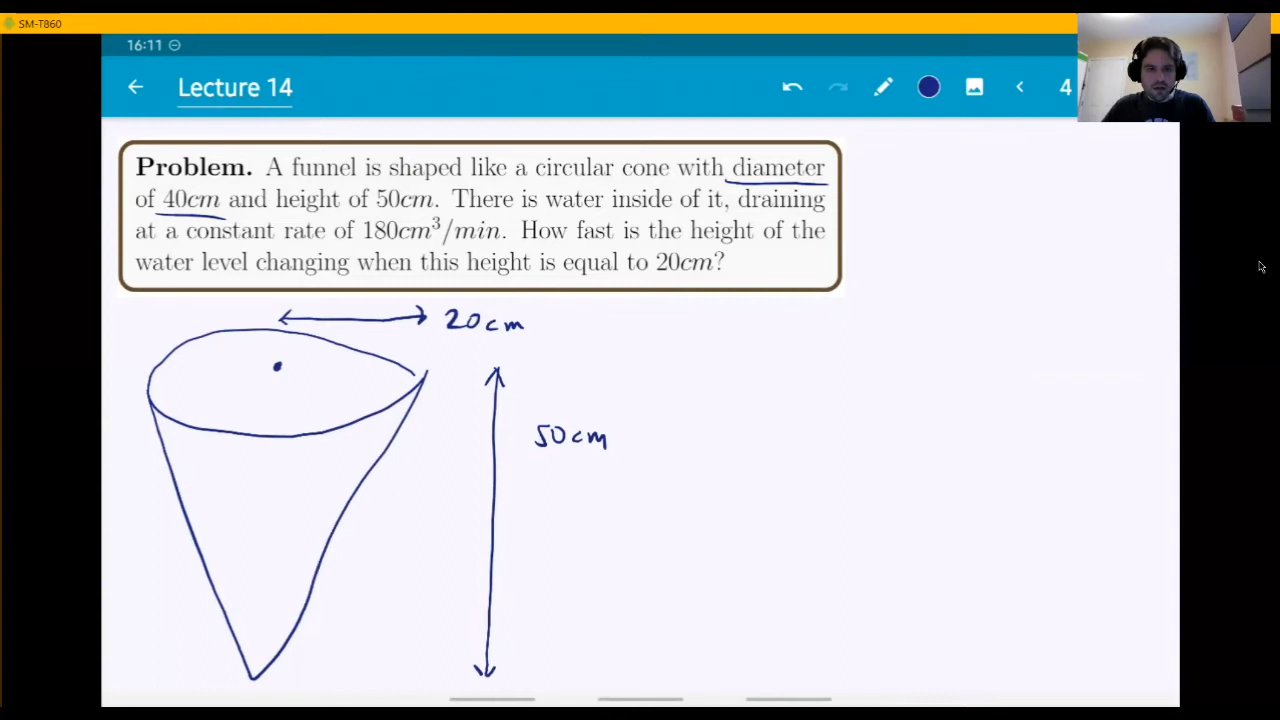 SM-T860
16:11
Lecture 14
4
Problem. A funnel is shaped like a circular cone with diameter
of 40cm and height of 50cm. There is water inside of it, draining
at a constant rate of 180cm³/min. How fast is the height of the
water level changing when this height is equal to 20cm?
20cm
50cm